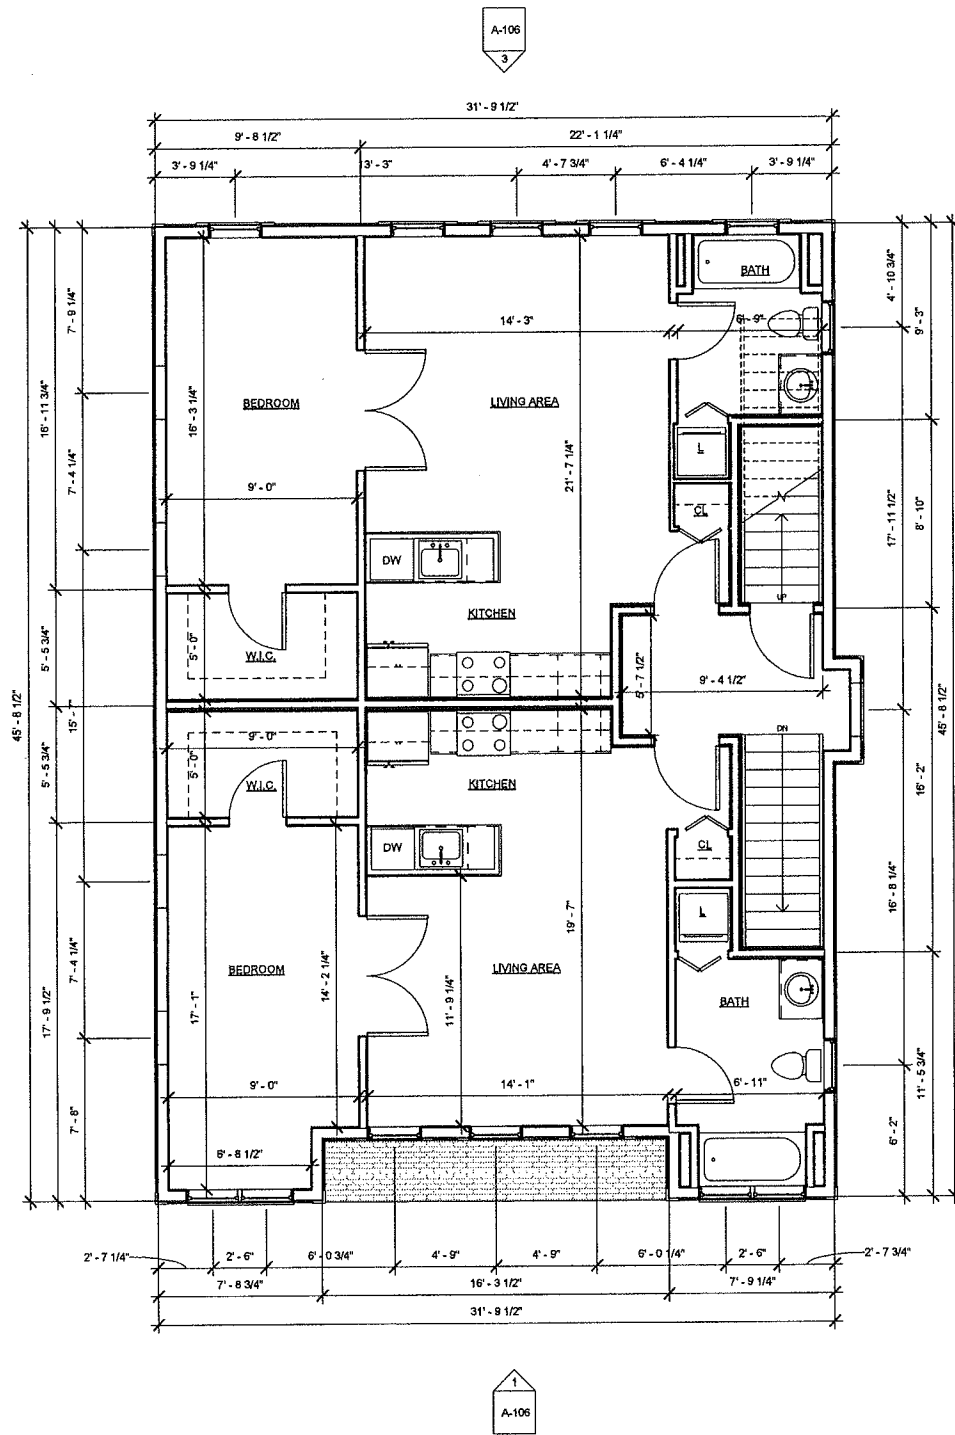 A-106
3
31' - 9 1/2"
9' - 8 1/2"
22' - 1 1/4"
3' - 9 1/4"
13' - 3"
4' - 7 3/4"
6' - 4 1/4"
3' - 9 1/4"
BATH
4' - 10 3/4"
7' - 9 1/4"
9' - 3"
14' - 3"
6' - 9"
16' - 11 3/4"
16' - 3 1/4"
BEDROOM
LIVING AREA
7' - 4 1/4"
21' - 7 1/4"
L
9' - 0"
17' - 11 1/2"
8' - 10"
CL
DW
UP
KITCHEN
5' - 5 3/4"
5' - 0"
W.I.C.
5' - 7 1/2"
9' - 4 1/2"
45' - 8 1/2"
15' - 7"
45' - 8 1/2"
DN
9' - 0"
5' - 5 3/4"
5' - 0"
W.I.C.
KITCHEN
16' - 2"
DW
CL
16' - 8 1/4"
L
19' - 7"
7' - 4 1/4"
BEDROOM
LIVING AREA
14' - 2 1/4"
11' - 9 1/4"
17' - 1"
BATH
17' - 9 1/2"
9' - 0"
14' - 1"
6' - 11"
11' - 5 3/4"
7' - 8"
6' - 2"
6' - 8 1/2"
2' - 7 1/4"
2' - 6"
6' - 0 3/4"
4' - 9"
4' - 9"
6' - 0 1/4"
2' - 6"
2' - 7 3/4"
7' - 8 3/4"
16' - 3 1/2"
7' - 9 1/4"
31' - 9 1/2"
1
A-106